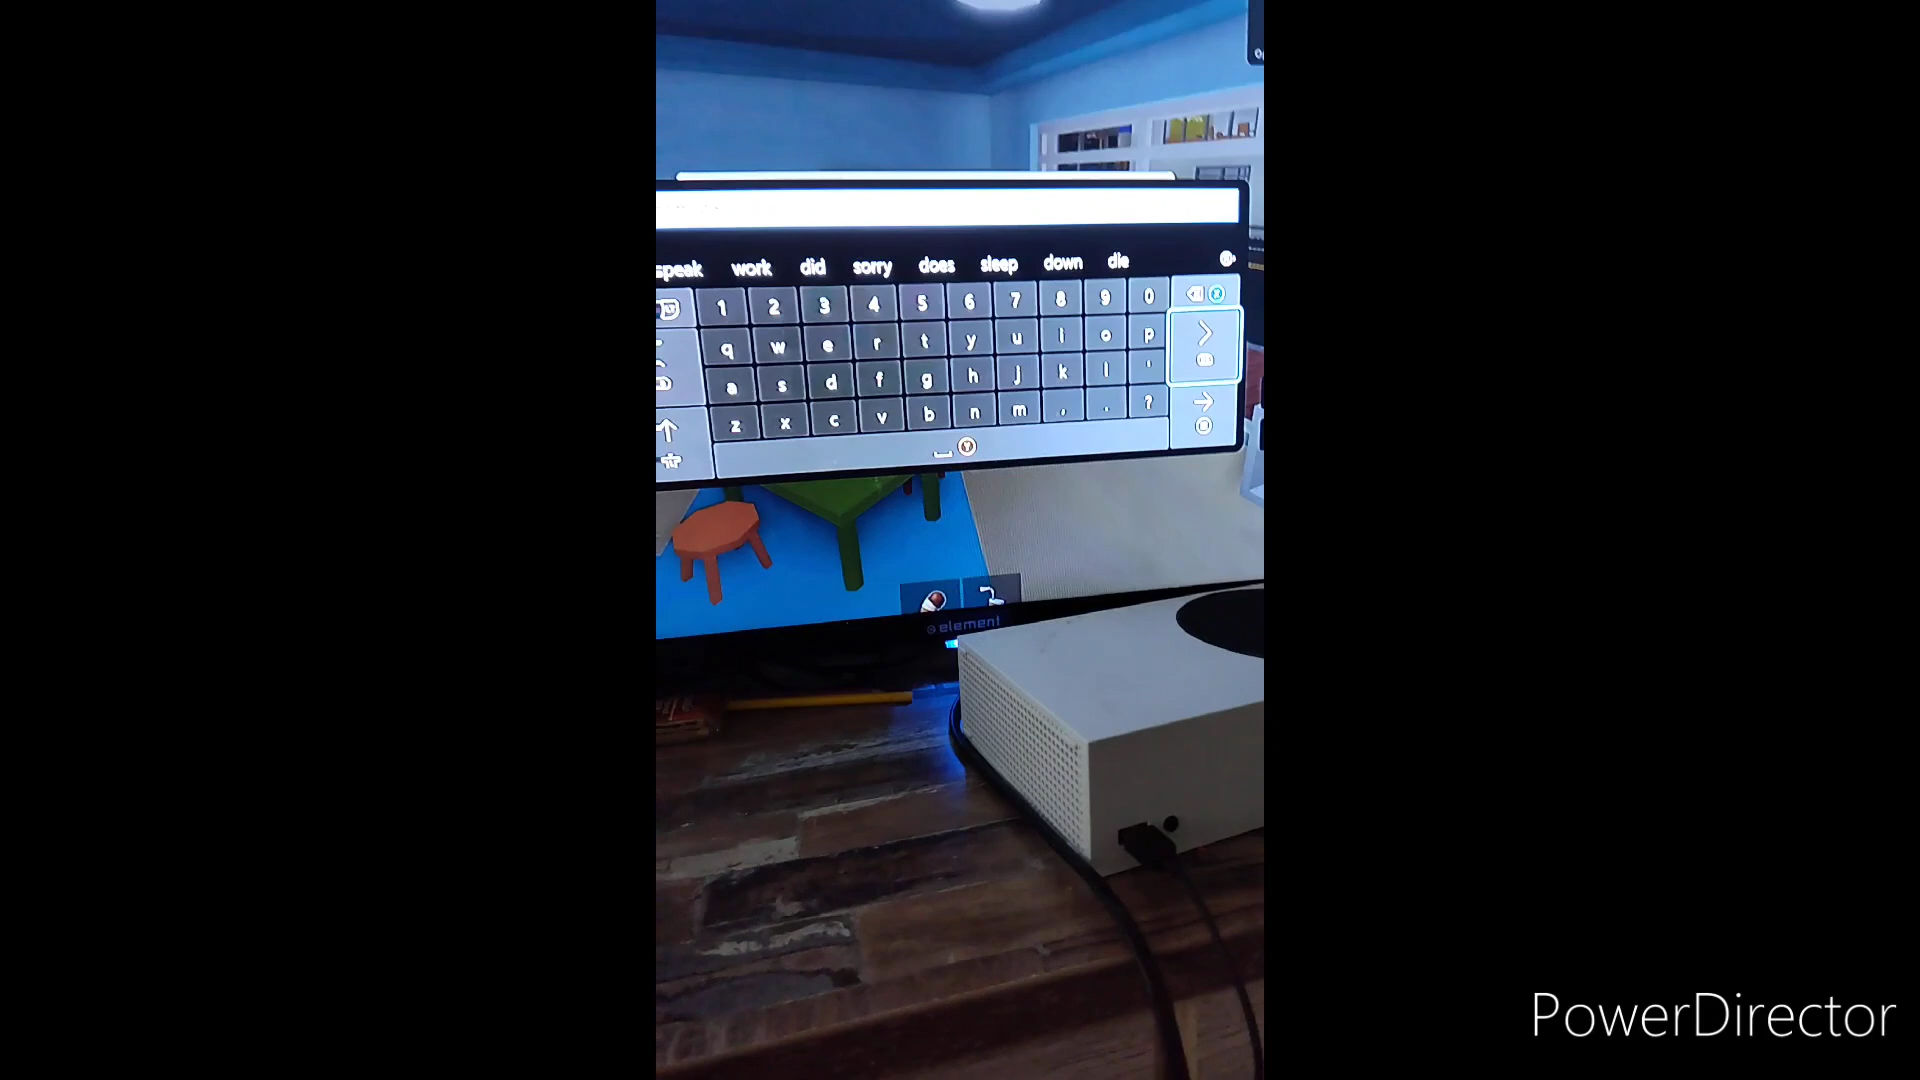 speak work did sorry does sleep down die
1 2 3 4 5 6 7 8 9 0
q w e r t y u i o p
a s d f g h j k l '
z x c v b n m , . ?
Y
element
PowerDirector